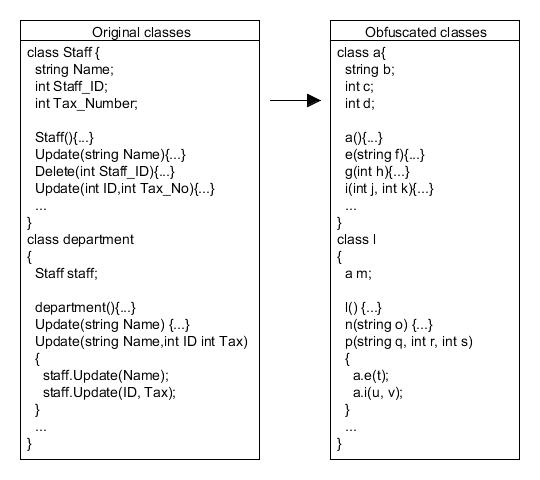 Original classes
class Staff {
string Name;
int Staff_ID;
int Tax_Number;
Staff(){...}
Update(string Name){...}
Delete(int Staff_ID){...}
Update(int ID,int Tax_No){...}
...
}
class department
{
Staff staff;
department(){...}
Update(string Name) {...}
Update(string Name,int ID int Tax)
{
staff.Update(Name);
staff.Update(ID, Tax);
}
...
}
Obfuscated classes
class a{
string b;
int c;
int d;
a(){...}
e(string f){...}
g(int h){...}
i(int j, int k){...}
...
}
class l
{
a m;
l() {...}
n(string o) {...}
p(string q, int r, int s)
{
a.e(t);
a.i(u, v);
}
...
}